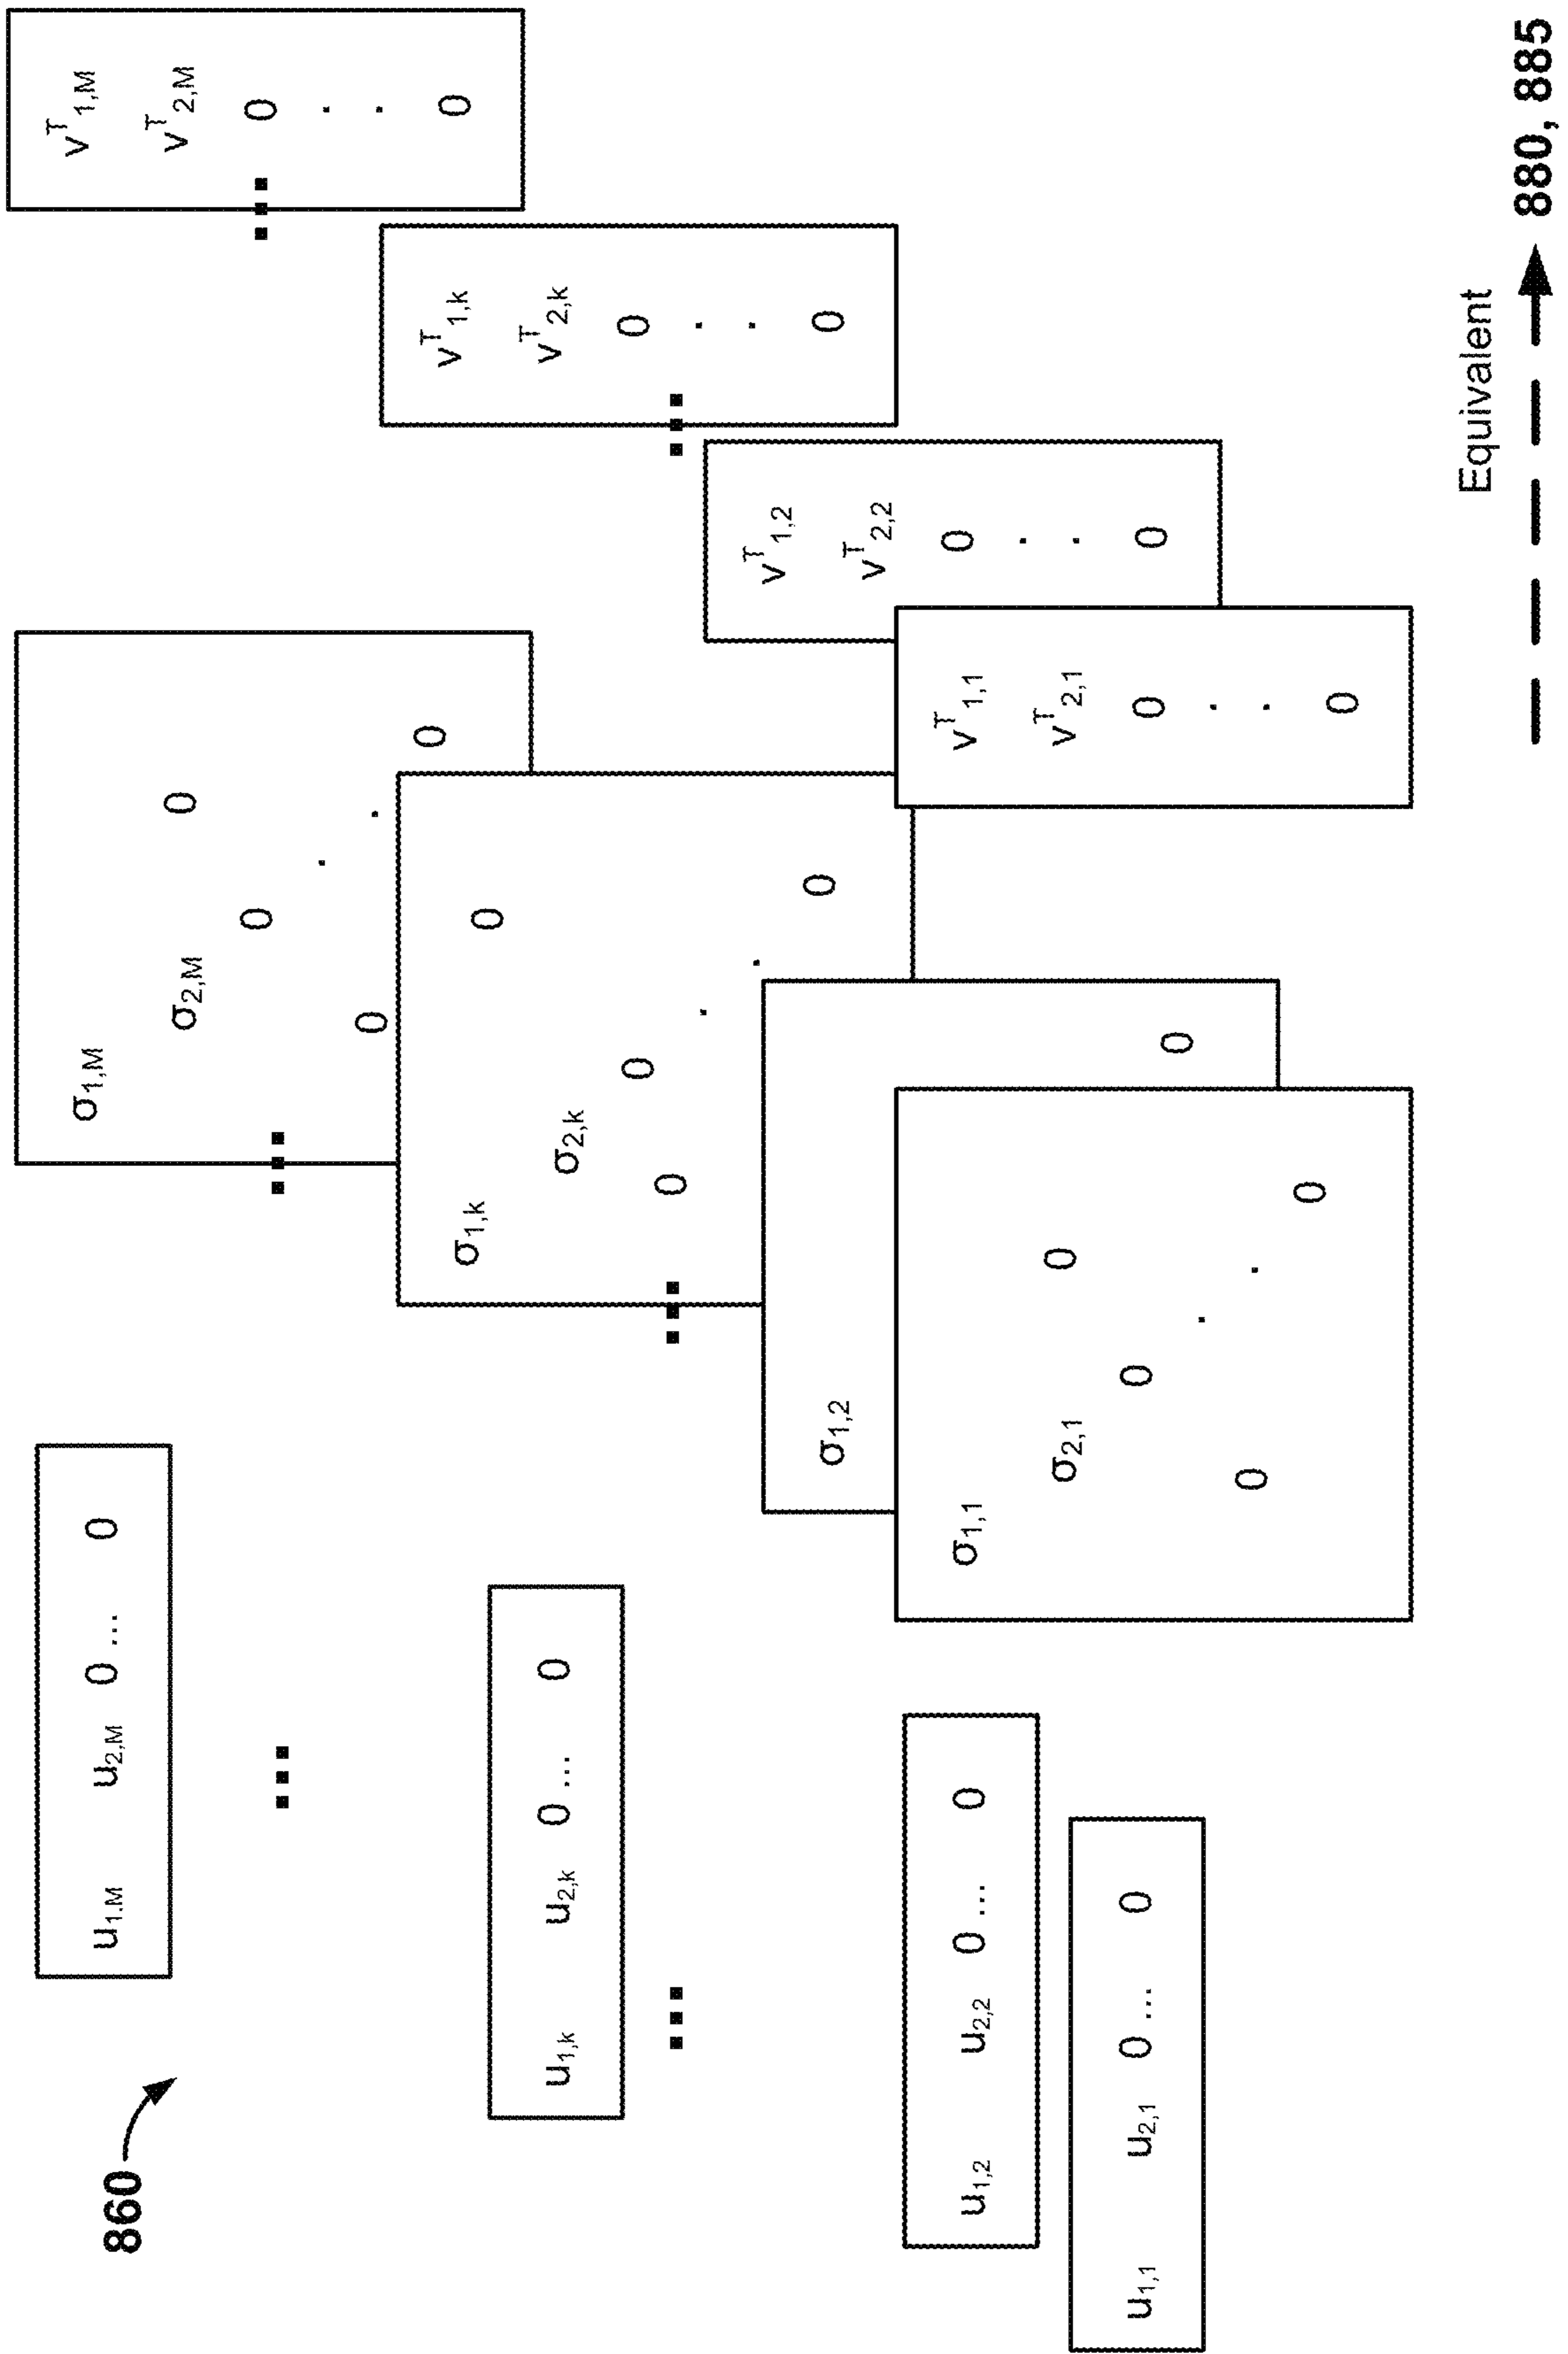 860
u1.M u2,M 0 ... 0
u1,k u2,k 0 ... 0
u1,2 u2,2 0 ... 0
u1,1 u2,1 0 ... 0
σ1,M
σ2,M 0
0
0 .
.
0
σ1,k
σ2,k 0
0 0
.
.
0
σ1,2
0
σ1,1
σ2,1 0
0
0 .
.
0
vT1,M
vT2,M
0
.
.
0
vT1,k
vT2,k
0
.
.
0
vT1,2
vT2,2
0
.
.
0
vT1,1
vT2,1
0
.
.
0
Equivalent
880, 885